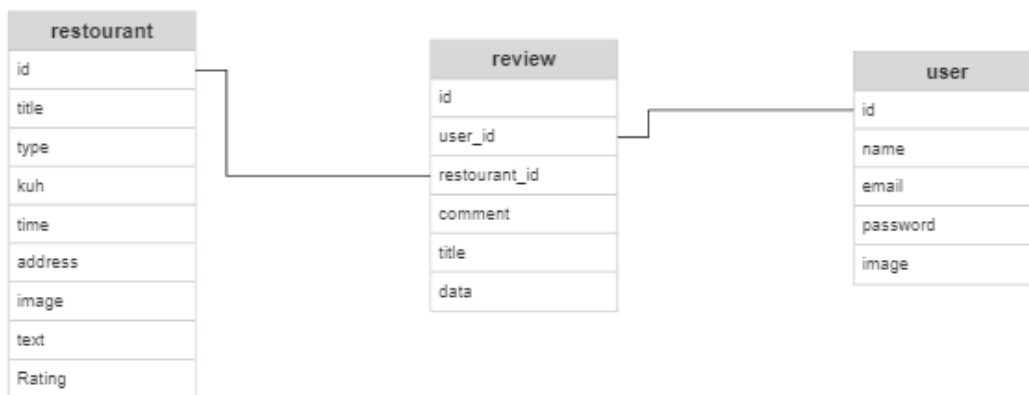 restourant
id
title
type
kuh
time
address
image
text
Rating
review
id
user_id
restourant_id
comment
title
data
user
id
name
email
password
image